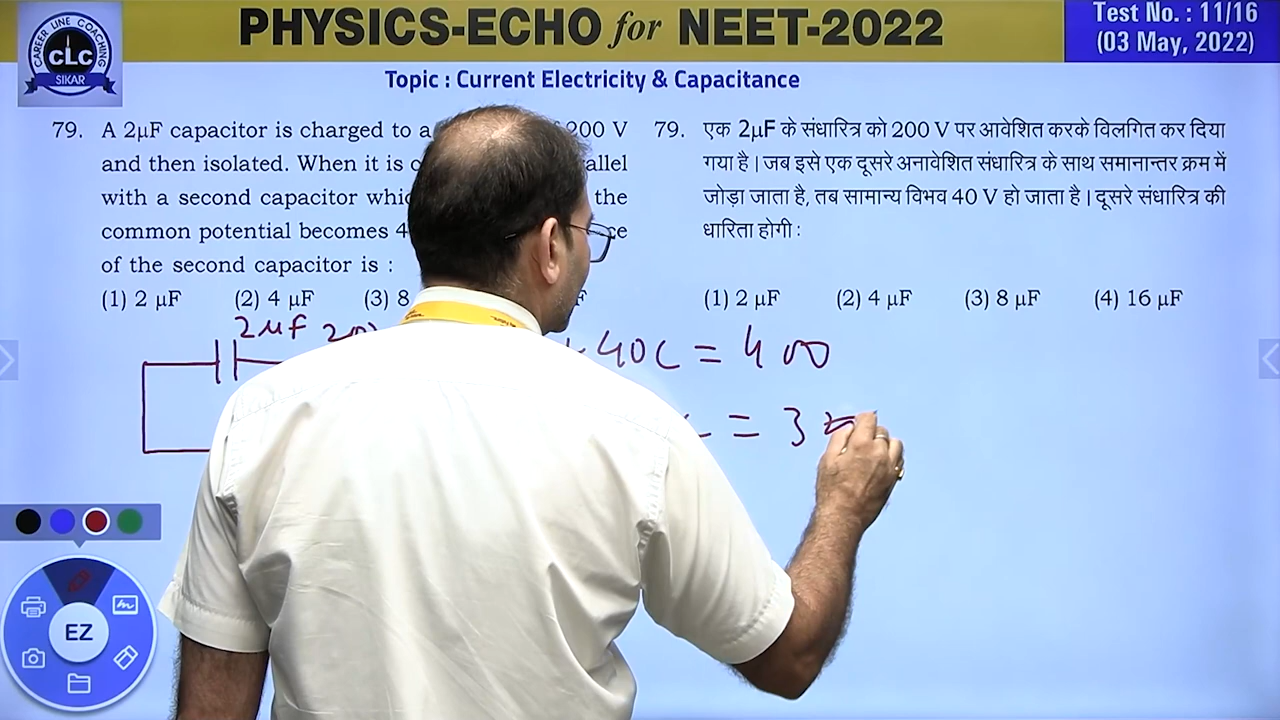 CAREER LINE COACHING
CLC
SIKAR
PHYSICS-ECHO for NEET-2022
Test No. : 11/16
(03 May, 2022)
Topic : Current Electricity & Capacitance
79. A 2μF capacitor is charged to a 200 V
and then isolated. When it is
with a second capacitor the
common potential becomes
of the second capacitor is :
(1) 2 μF (2) 4 μF (3) 8
79. एक 2μF के संधारित्र को 200 V पर आवेशित करके विलगित कर दिया
गया है। जब इसे एक दूसरे अनावेशित संधारित्र के साथ समानान्तर क्रम में
जोड़ा जाता है, तब सामान्य विभव 40 V हो जाता है। दूसरे संधारित्र की
धारिता होगी :
(1) 2 μF (2) 4 μF (3) 8 μF (4) 16 μF
2μf
40C = 400
= 3
EZ